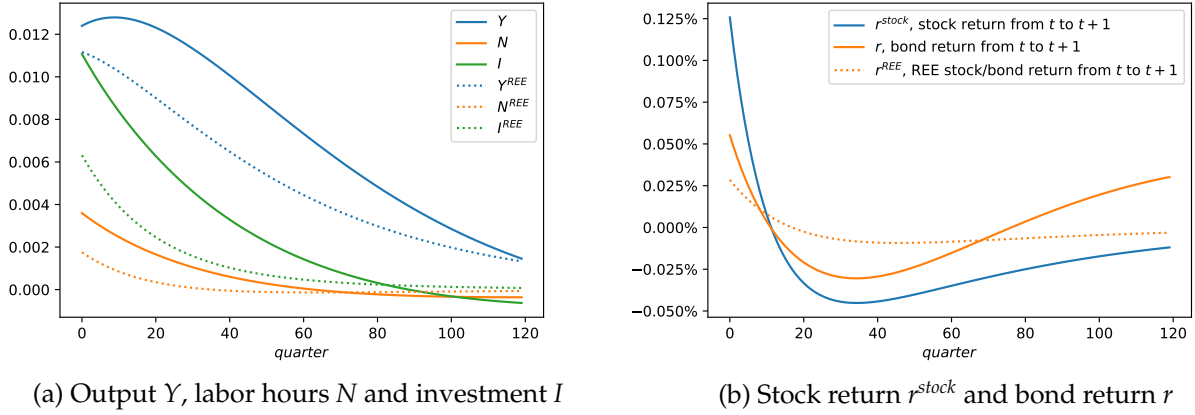 0.012
0.010
0.008
0.006
0.004
0.002
0.000
0 20 40 60 80 100 120
quarter
Y
N
I
Y^{REE}
N^{REE}
I^{REE}
(a) Output Y, labor hours N and investment I
0.125%
0.100%
0.075%
0.050%
0.025%
0.000%
−0.025%
−0.050%
0 20 40 60 80 100 120
quarter
r^{stock}, stock return from t to t + 1
r, bond return from t to t + 1
r^{REE}, REE stock/bond return from t to t + 1
(b) Stock return r^{stock} and bond return r